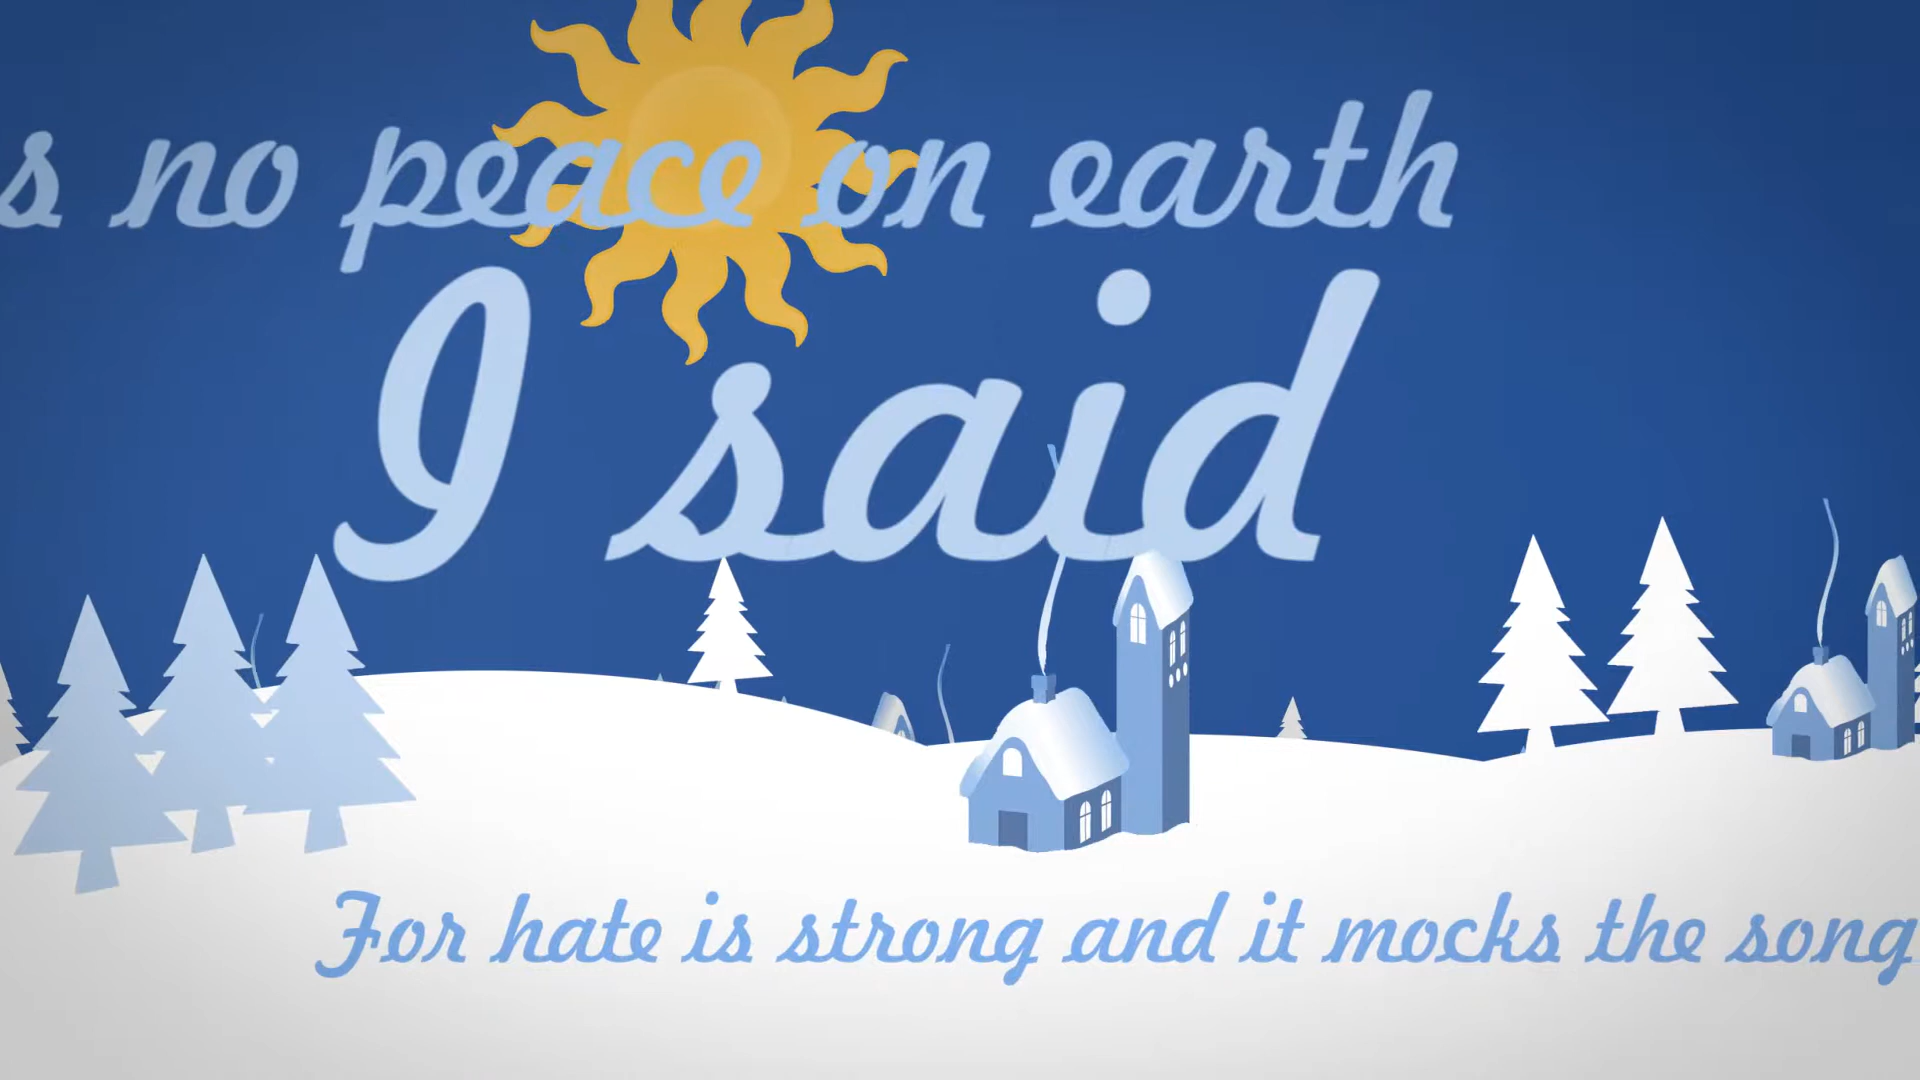 s no peace on earth
I said
For hate is strong and it mocks the song